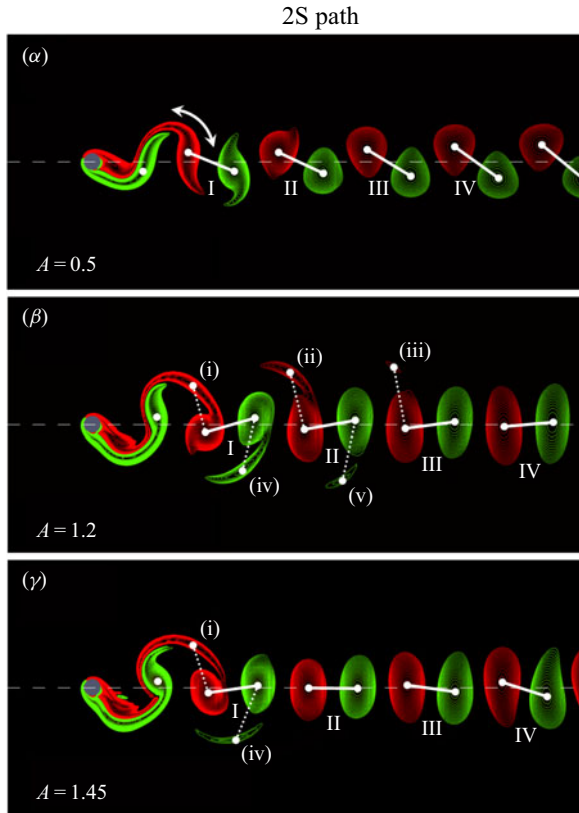 2S path
(α)
I
II
III
IV
A = 0.5
(β)
(i)
(ii)
(iii)
I
II
III
IV
(iv)
(v)
A = 1.2
(γ)
(i)
I
II
III
IV
(iv)
A = 1.45